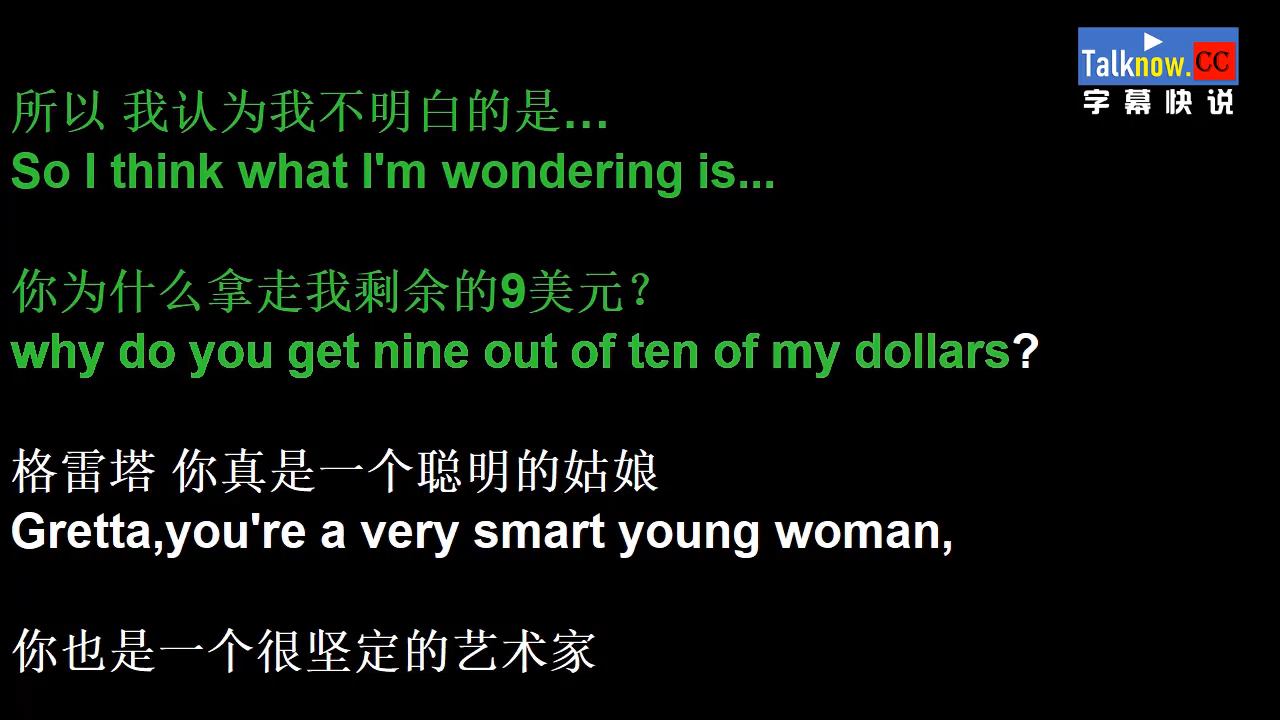 Talknow.CC
字幕快说
所以 我认为我不明白的是…
So I think what I'm wondering is...
你为什么拿走我剩余的9美元?
why do you get nine out of ten of my dollars?
格雷塔 你真是一个聪明的姑娘
Gretta,you're a very smart young woman,
你也是一个很坚定的艺术家